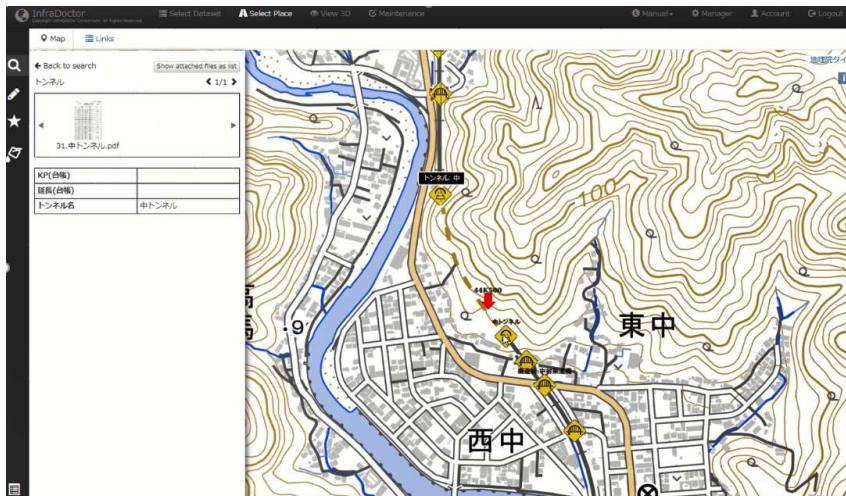 InfraDoctor
Select Dataset
Select Place
View 3D
Maintenance
Manual
Manager
Account
Logout
Map
Links
Back to search
Show attached files as list
トンネル
1/1
31.中トンネル.pdf
KP(台帳)
延長(台帳)
トンネル名 中トンネル
トンネル: 中
100
44K500
中トンネル
高
馬
·9
東中
西中